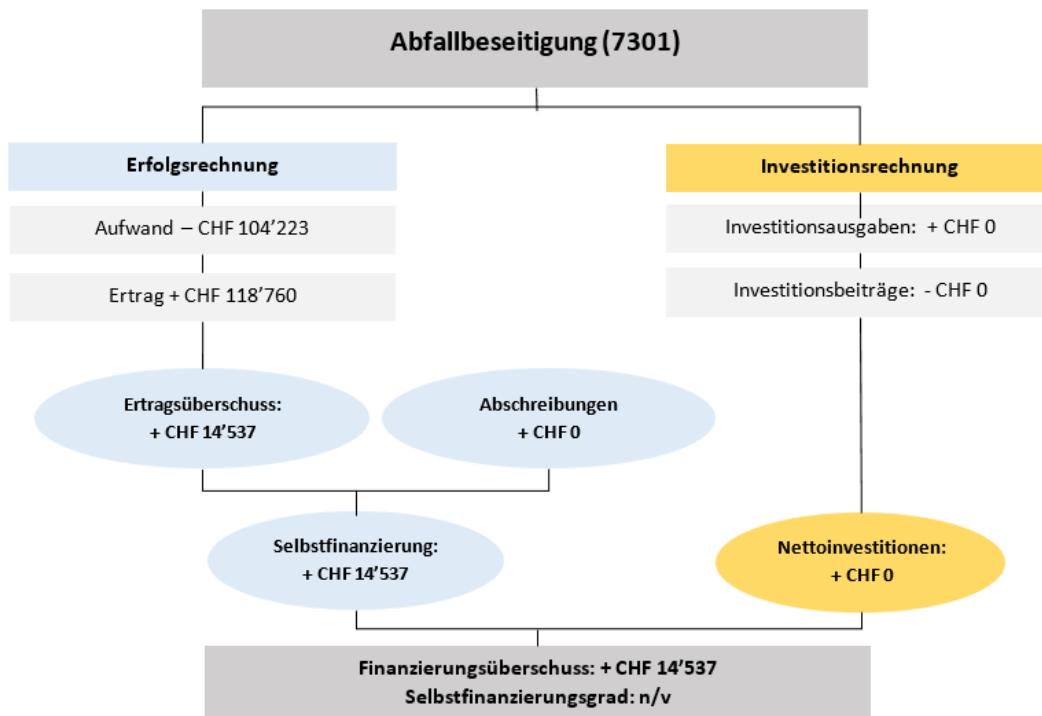 Abfallbeseitigung (7301)
Erfolgsrechnung
Aufwand – CHF 104’223
Ertrag + CHF 118’760
Investitionsrechnung
Investitionsausgaben: + CHF 0
Investitionsbeiträge: - CHF 0
Ertragsüberschuss:
+ CHF 14’537
Abschreibungen
+ CHF 0
Selbstfinanzierung:
+ CHF 14’537
Nettoinvestitionen:
+ CHF 0
Finanzierungsüberschuss: + CHF 14’537
Selbstfinanzierungsgrad: n/v